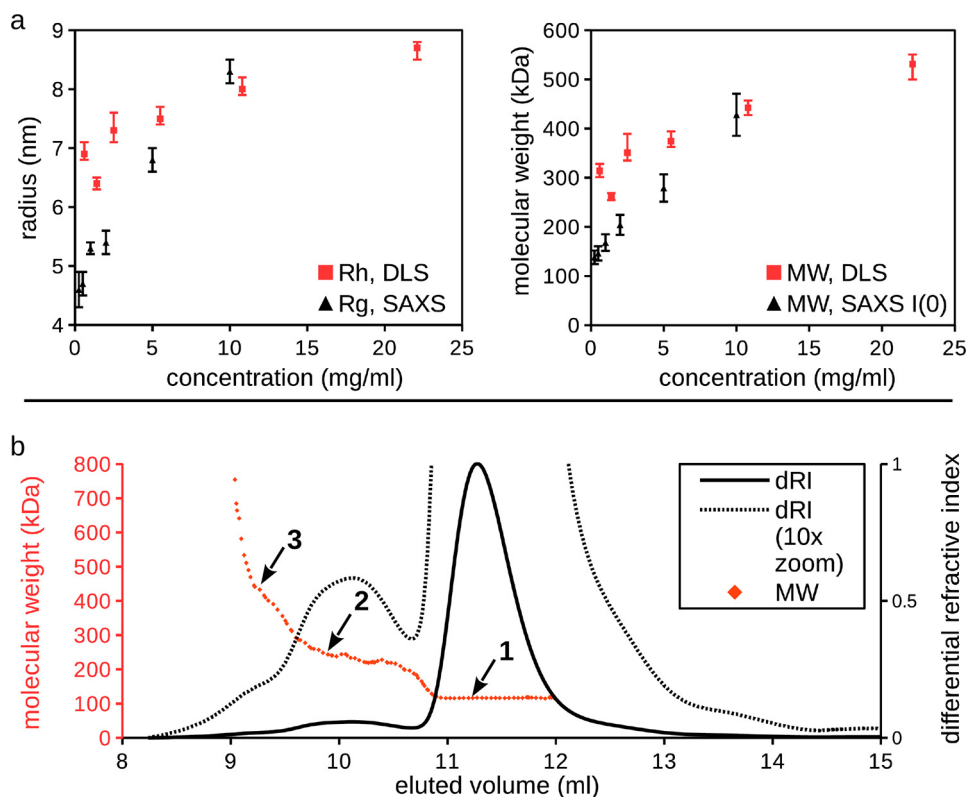 a
9
8
7
6
5
4
radius (nm)
0 5 10 15 20 25
concentration (mg/ml)
Rh, DLS
Rg, SAXS
600
500
400
300
200
100
0
molecular weight (kDa)
0 5 10 15 20 25
concentration (mg/ml)
MW, DLS
MW, SAXS I(0)
b
800
700
600
500
400
300
200
100
0
molecular weight (kDa)
3
2
1
dRI
dRI
(10x
zoom)
MW
1
0.5
0
differential refractive index
8 9 10 11 12 13 14 15
eluted volume (ml)